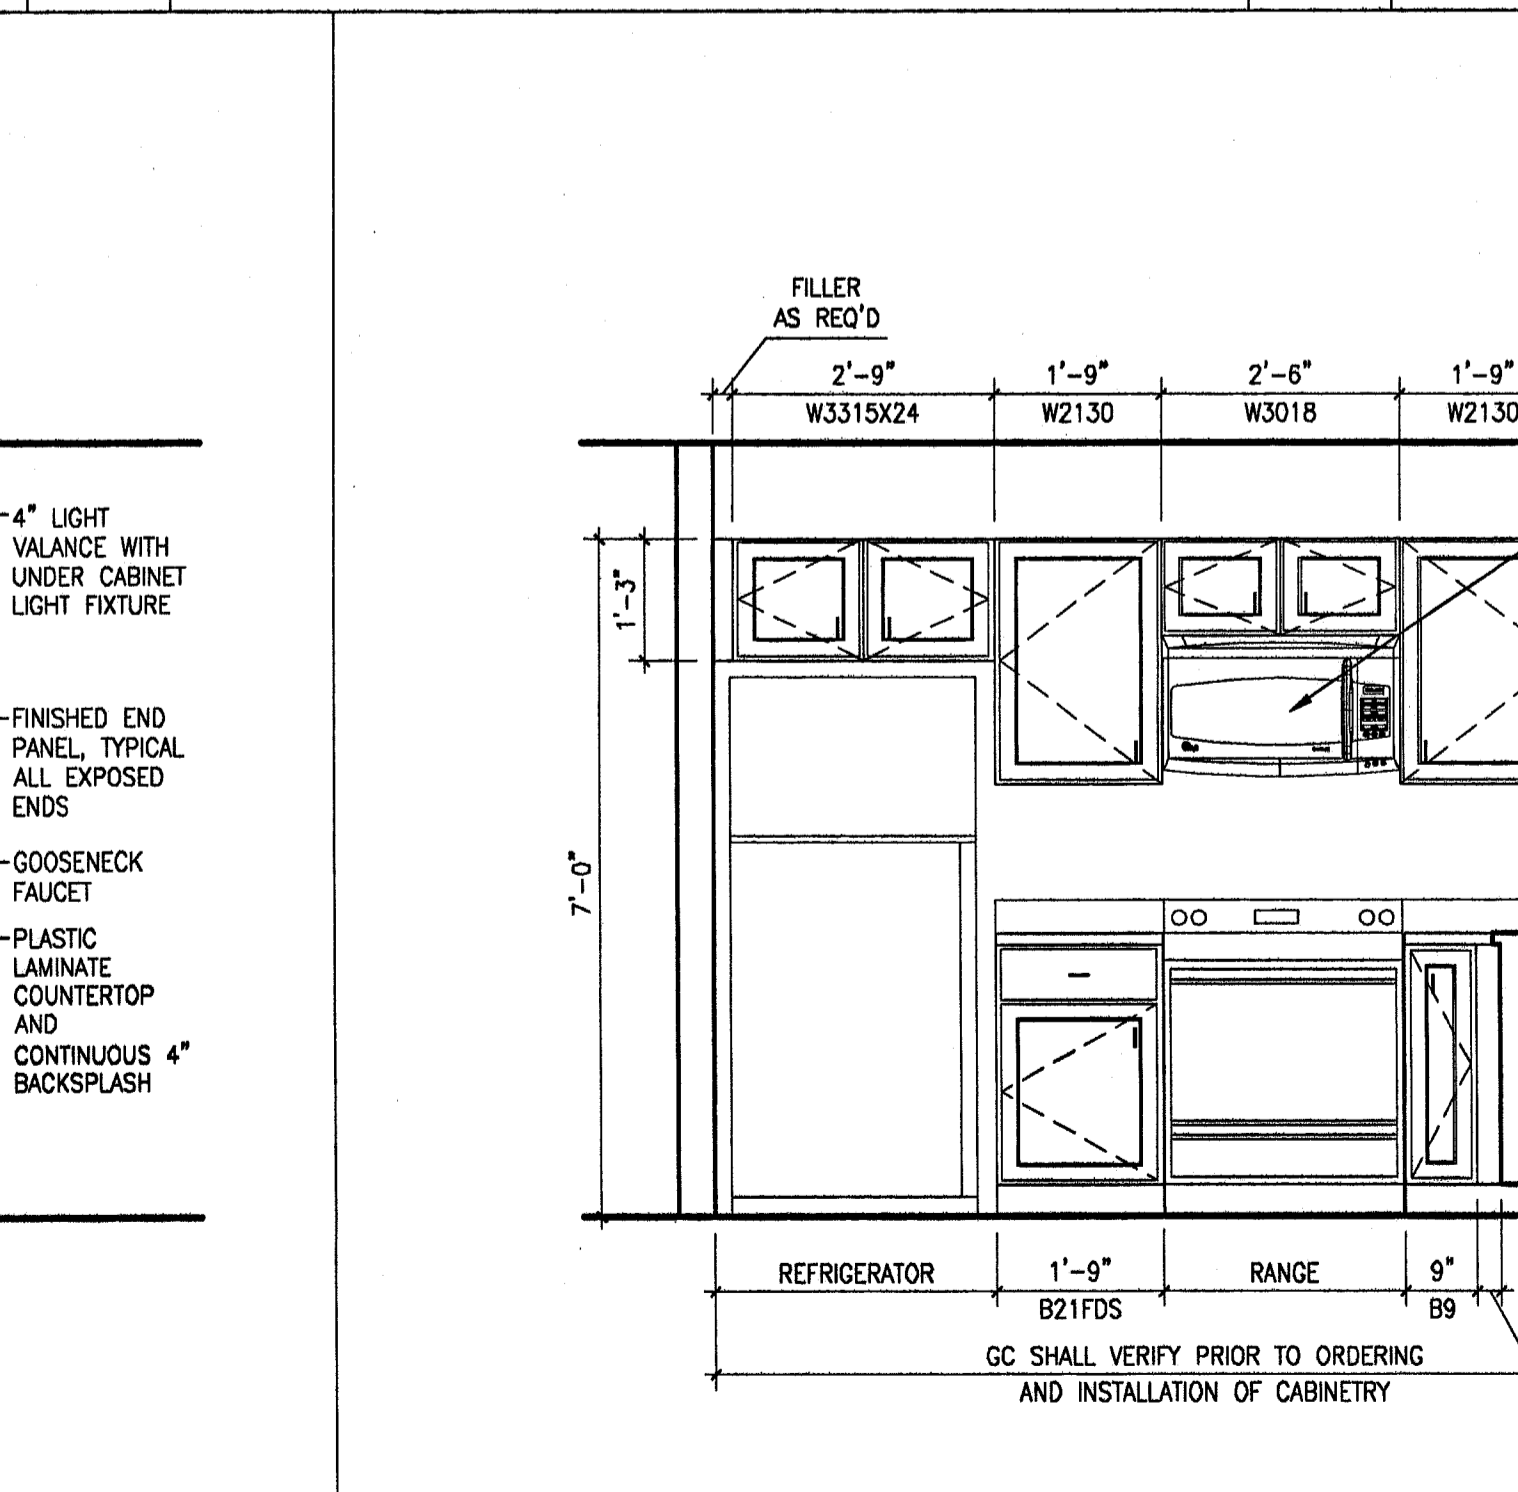 4" LIGHT
VALANCE WITH
UNDER CABINET
LIGHT FIXTURE
FINISHED END
PANEL, TYPICAL
ALL EXPOSED
ENDS
GOOSENECK
FAUCET
PLASTIC
LAMINATE
COUNTERTOP
AND
CONTINUOUS 4"
BACKSPLASH
FILLER
AS REQ'D
2'-9" 1'-9" 2'-6" 1'-9"
W3315X24 W2130 W3018 W2130
1'-3"
7'-0"
REFRIGERATOR 1'-9" RANGE 9"
B21FDS B9
GC SHALL VERIFY PRIOR TO ORDERING
AND INSTALLATION OF CABINETRY